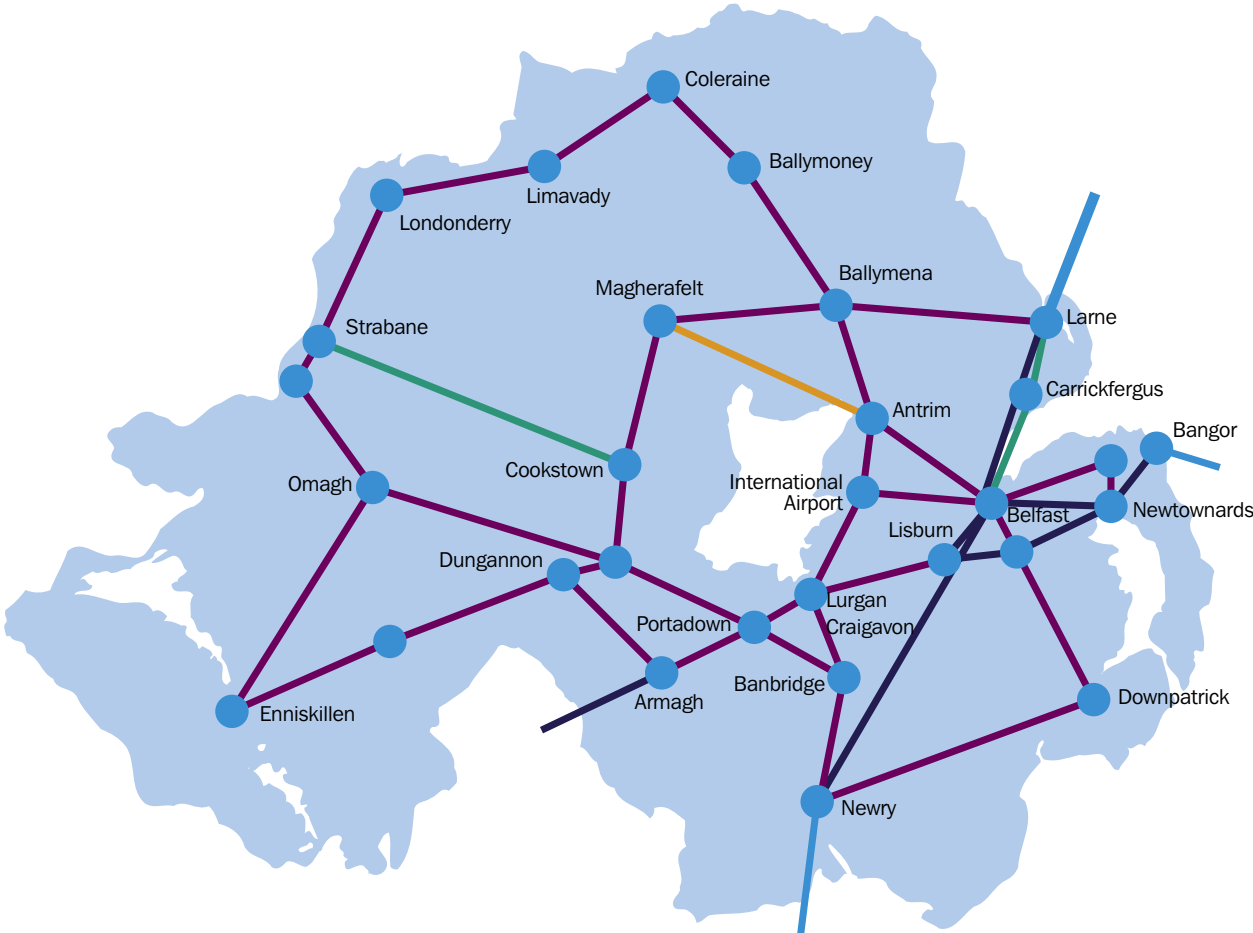 Coleraine
Ballymoney
Limavady
Londonderry
Ballymena
Magherafelt
Larne
Strabane
Carrickfergus
Antrim
Bangor
Cookstown
Omagh
International
Airport
Belfast
Newtownards
Lisburn
Dungannon
Lurgan
Craigavon
Portadown
Banbridge
Armagh
Downpatrick
Enniskillen
Newry